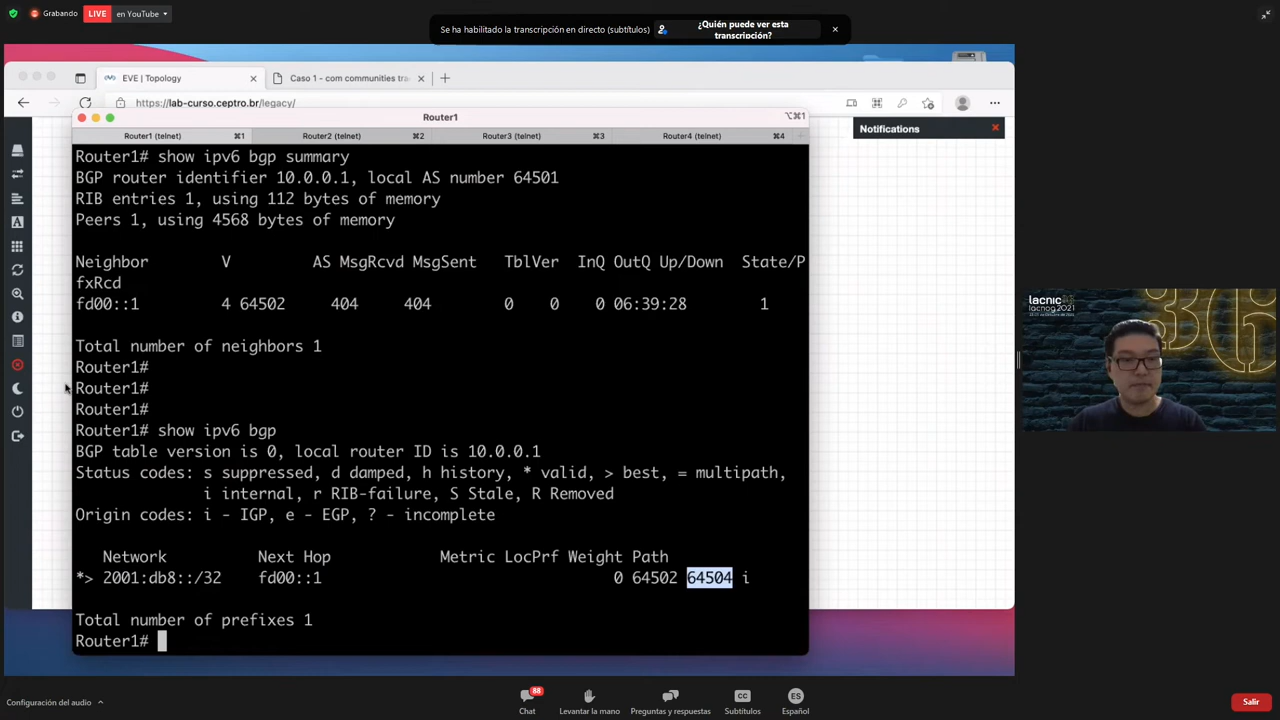 Grabando
LIVE
en YouTube
Se ha habilitado la transcripción en directo (subtítulos)
¿Quién puede ver esta
transcripción?
EVE | Topology
Caso 1 - com communities tra
https://lab-curso.ceptro.br/legacy/
Router1
⌥⌘1
Router1 (telnet) ⌘1
Router2 (telnet) ⌘2
Router3 (telnet) ⌘3
Router4 (telnet) ⌘4
Notifications
Router1# show ipv6 bgp summary
BGP router identifier 10.0.0.1, local AS number 64501
RIB entries 1, using 112 bytes of memory
Peers 1, using 4568 bytes of memory
Neighbor V AS MsgRcvd MsgSent TblVer InQ OutQ Up/Down State/P
fxRcd
fd00::1 4 64502 404 404 0 0 0 06:39:28 1
Total number of neighbors 1
Router1#
Router1#
Router1#
Router1# show ipv6 bgp
BGP table version is 0, local router ID is 10.0.0.1
Status codes: s suppressed, d damped, h history, * valid, > best, = multipath,
i internal, r RIB-failure, S Stale, R Removed
Origin codes: i - IGP, e - EGP, ? - incomplete
Network Next Hop Metric LocPrf Weight Path
*> 2001:db8::/32 fd00::1 0 64502 64504 i
Total number of prefixes 1
Router1#
lacnic
lacnog2021
Configuración del audio
88
Chat
Levantar la mano
Preguntas y respuestas
CC
Subtítulos
ES
Español
Salir